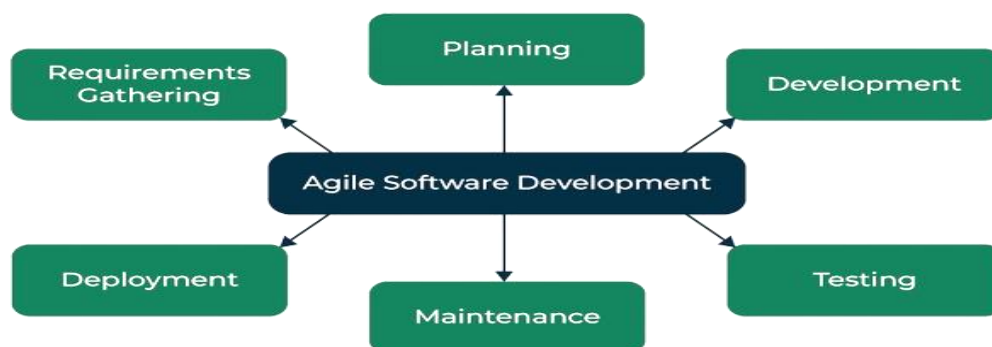 Planning
Requirements
Gathering
Development
Agile Software Development
Deployment
Testing
Maintenance